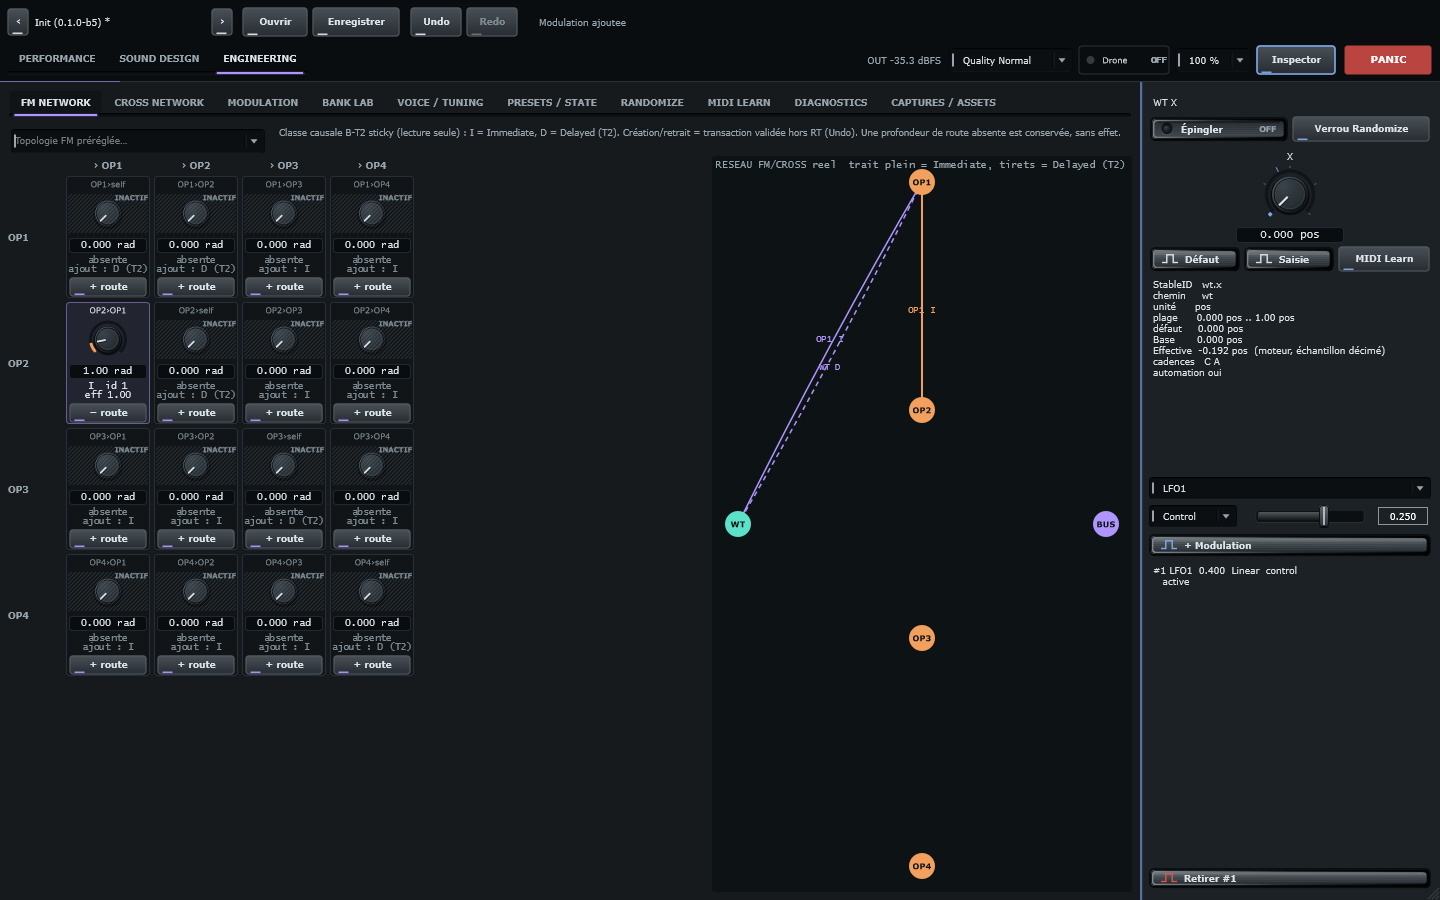 < Init (0.1.0-b5) * > Ouvrir Enregistrer Undo Redo Modulation ajoutee
PERFORMANCE SOUND DESIGN ENGINEERING OUT -35.3 dBFS Quality Normal Drone OFF 100 % Inspector PANIC
FM NETWORK CROSS NETWORK MODULATION BANK LAB VOICE / TUNING PRESETS / STATE RANDOMIZE MIDI LEARN DIAGNOSTICS CAPTURES / ASSETS
Topologie FM préréglée... Classe causale B-T2 sticky (lecture seule) : I = Immediate, D = Delayed (T2). Création/retrait = transaction validée hors RT (Undo). Une profondeur de route absente est conservée, sans effet.
> OP1 > OP2 > OP3 > OP4
OP1>self OP1>OP2 OP1>OP3 OP1>OP4
INACTIF INACTIF INACTIF INACTIF
OP1
0.000 rad 0.000 rad 0.000 rad 0.000 rad
absente absente absente absente
ajout : D (T2) ajout : D (T2) ajout : I ajout : I
+ route + route + route + route
OP2>OP1 OP2>self OP2>OP3 OP2>OP4
INACTIF INACTIF INACTIF
OP2
1.00 rad 0.000 rad 0.000 rad 0.000 rad
I id 1 absente absente absente
eff 1.00 ajout : D (T2) ajout : I ajout : I
− route + route + route + route
OP3>OP1 OP3>OP2 OP3>self OP3>OP4
INACTIF INACTIF INACTIF INACTIF
OP3
0.000 rad 0.000 rad 0.000 rad 0.000 rad
absente absente absente absente
ajout : I ajout : I ajout : D (T2) ajout : I
+ route + route + route + route
OP4>OP1 OP4>OP2 OP4>OP3 OP4>self
INACTIF INACTIF INACTIF INACTIF
OP4
0.000 rad 0.000 rad 0.000 rad 0.000 rad
absente absente absente absente
ajout : I ajout : I ajout : I ajout : D (T2)
+ route + route + route + route
RESEAU FM/CROSS reel trait plein = Immediate, tirets = Delayed (T2)
OP1
OP1 I
OP1 I
WT D
OP2
WT
BUS
OP3
OP4
WT X
Épingler OFF Verrou Randomize
X
0.000 pos
Défaut Saisie MIDI Learn
StableID wt.x
chemin wt
unité pos
plage 0.000 pos .. 1.00 pos
défaut 0.000 pos
Base 0.000 pos
Effective -0.192 pos (moteur, échantillon décimé)
cadences C A
automation oui
LFO1
Control 0.250
+ Modulation
#1 LFO1 0.400 Linear control
active
Retirer #1